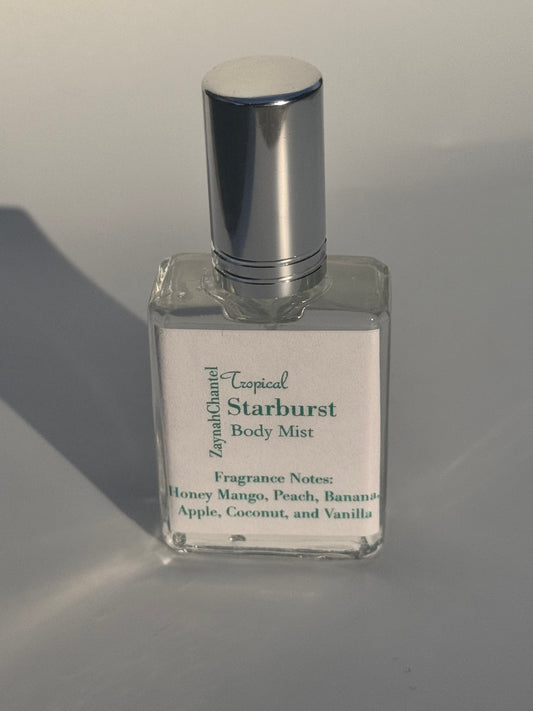 ZaynahChantel
Tropical
Starburst
Body Mist
Fragrance Notes:
Honey Mango, Peach, Banana,
Apple, Coconut, and Vanilla